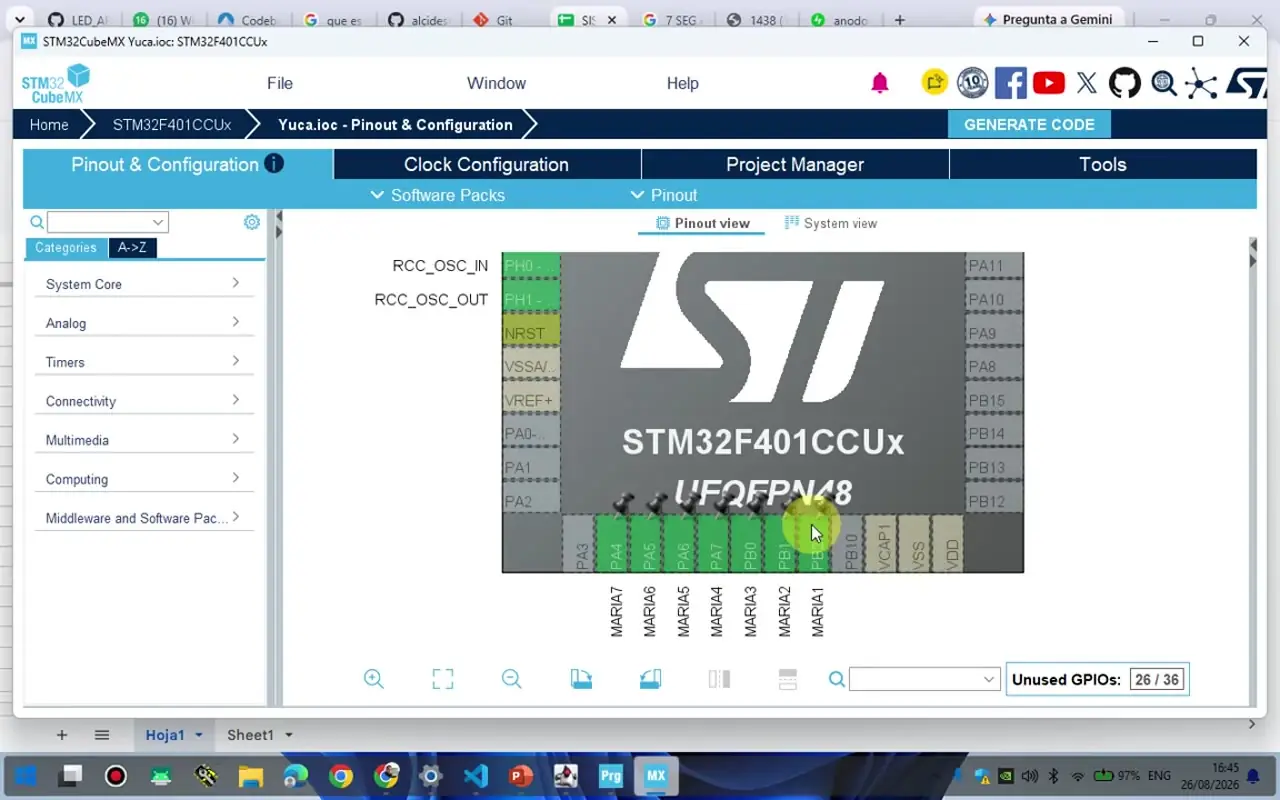 LED_A
(16) W
Codeb
que es
alcides
Git
SIS
7 SEG
1438 (
anodo
Pregunta a Gemini
MX STM32CubeMX Yuca.ioc: STM32F401CCUx
STM32
CubeMX
File
Window
Help
10
Home
STM32F401CCUx
Yuca.ioc - Pinout & Configuration
GENERATE CODE
Pinout & Configuration
Clock Configuration
Project Manager
Tools
Software Packs
Pinout
Pinout view
System view
Categories
A->Z
System Core
Analog
Timers
Connectivity
Multimedia
Computing
Middleware and Software Pac...
RCC_OSC_IN
RCC_OSC_OUT
PH0 -...
PH1 -
NRST
VSSA/...
VREF+
PA0-...
PA1
PA2
PA11
PA10
PA9
PA8
PB15
PB14
PB13
PB12
STM32F401CCUx
UFQFPN48
PA3
PA4
PA5
PA6
PA7
PB0
PB1
PB10
VCAP1
VSS
VDD
MARIA7
MARIA6
MARIA5
MARIA4
MARIA3
MARIA2
MARIA1
Unused GPIOs: 26 / 36
Hoja1
Sheet1
Prg
MX
97%
ENG
16:45
26/08/2026